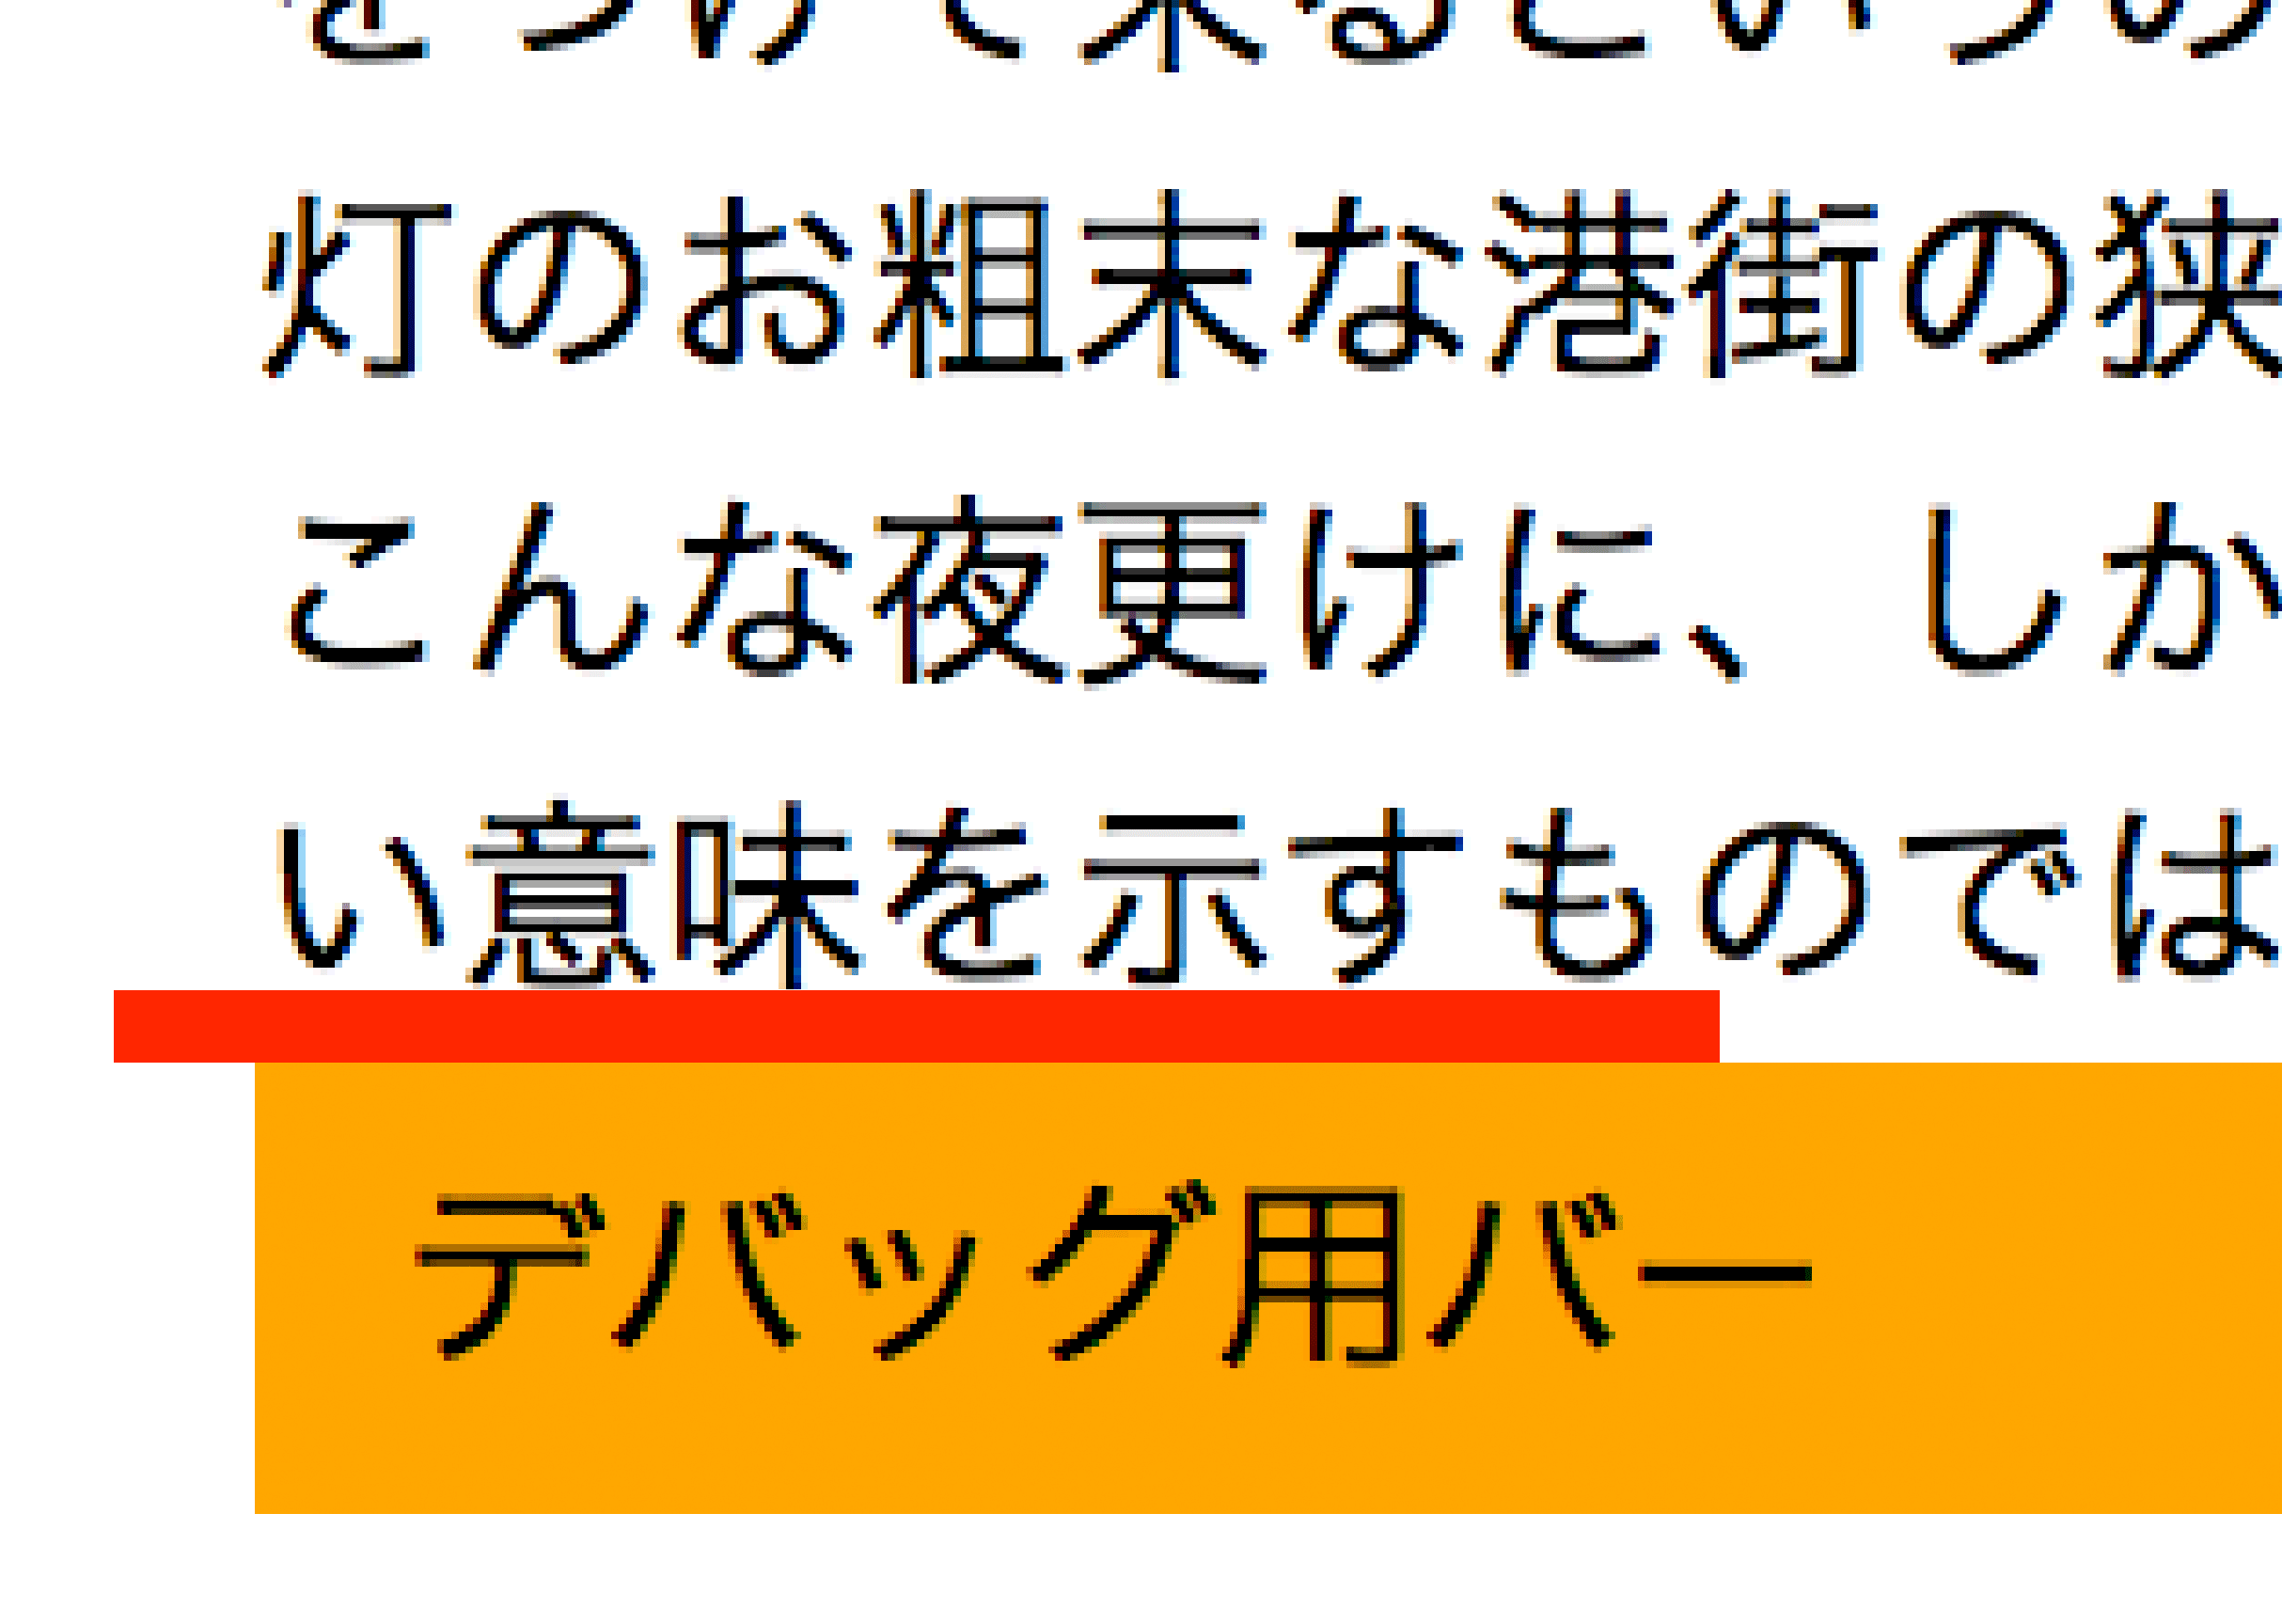 をつけて来るというの
灯のお粗末な港街の狭
こんな夜更けに、しか
い意味を示すものでは
デバッグ用バー